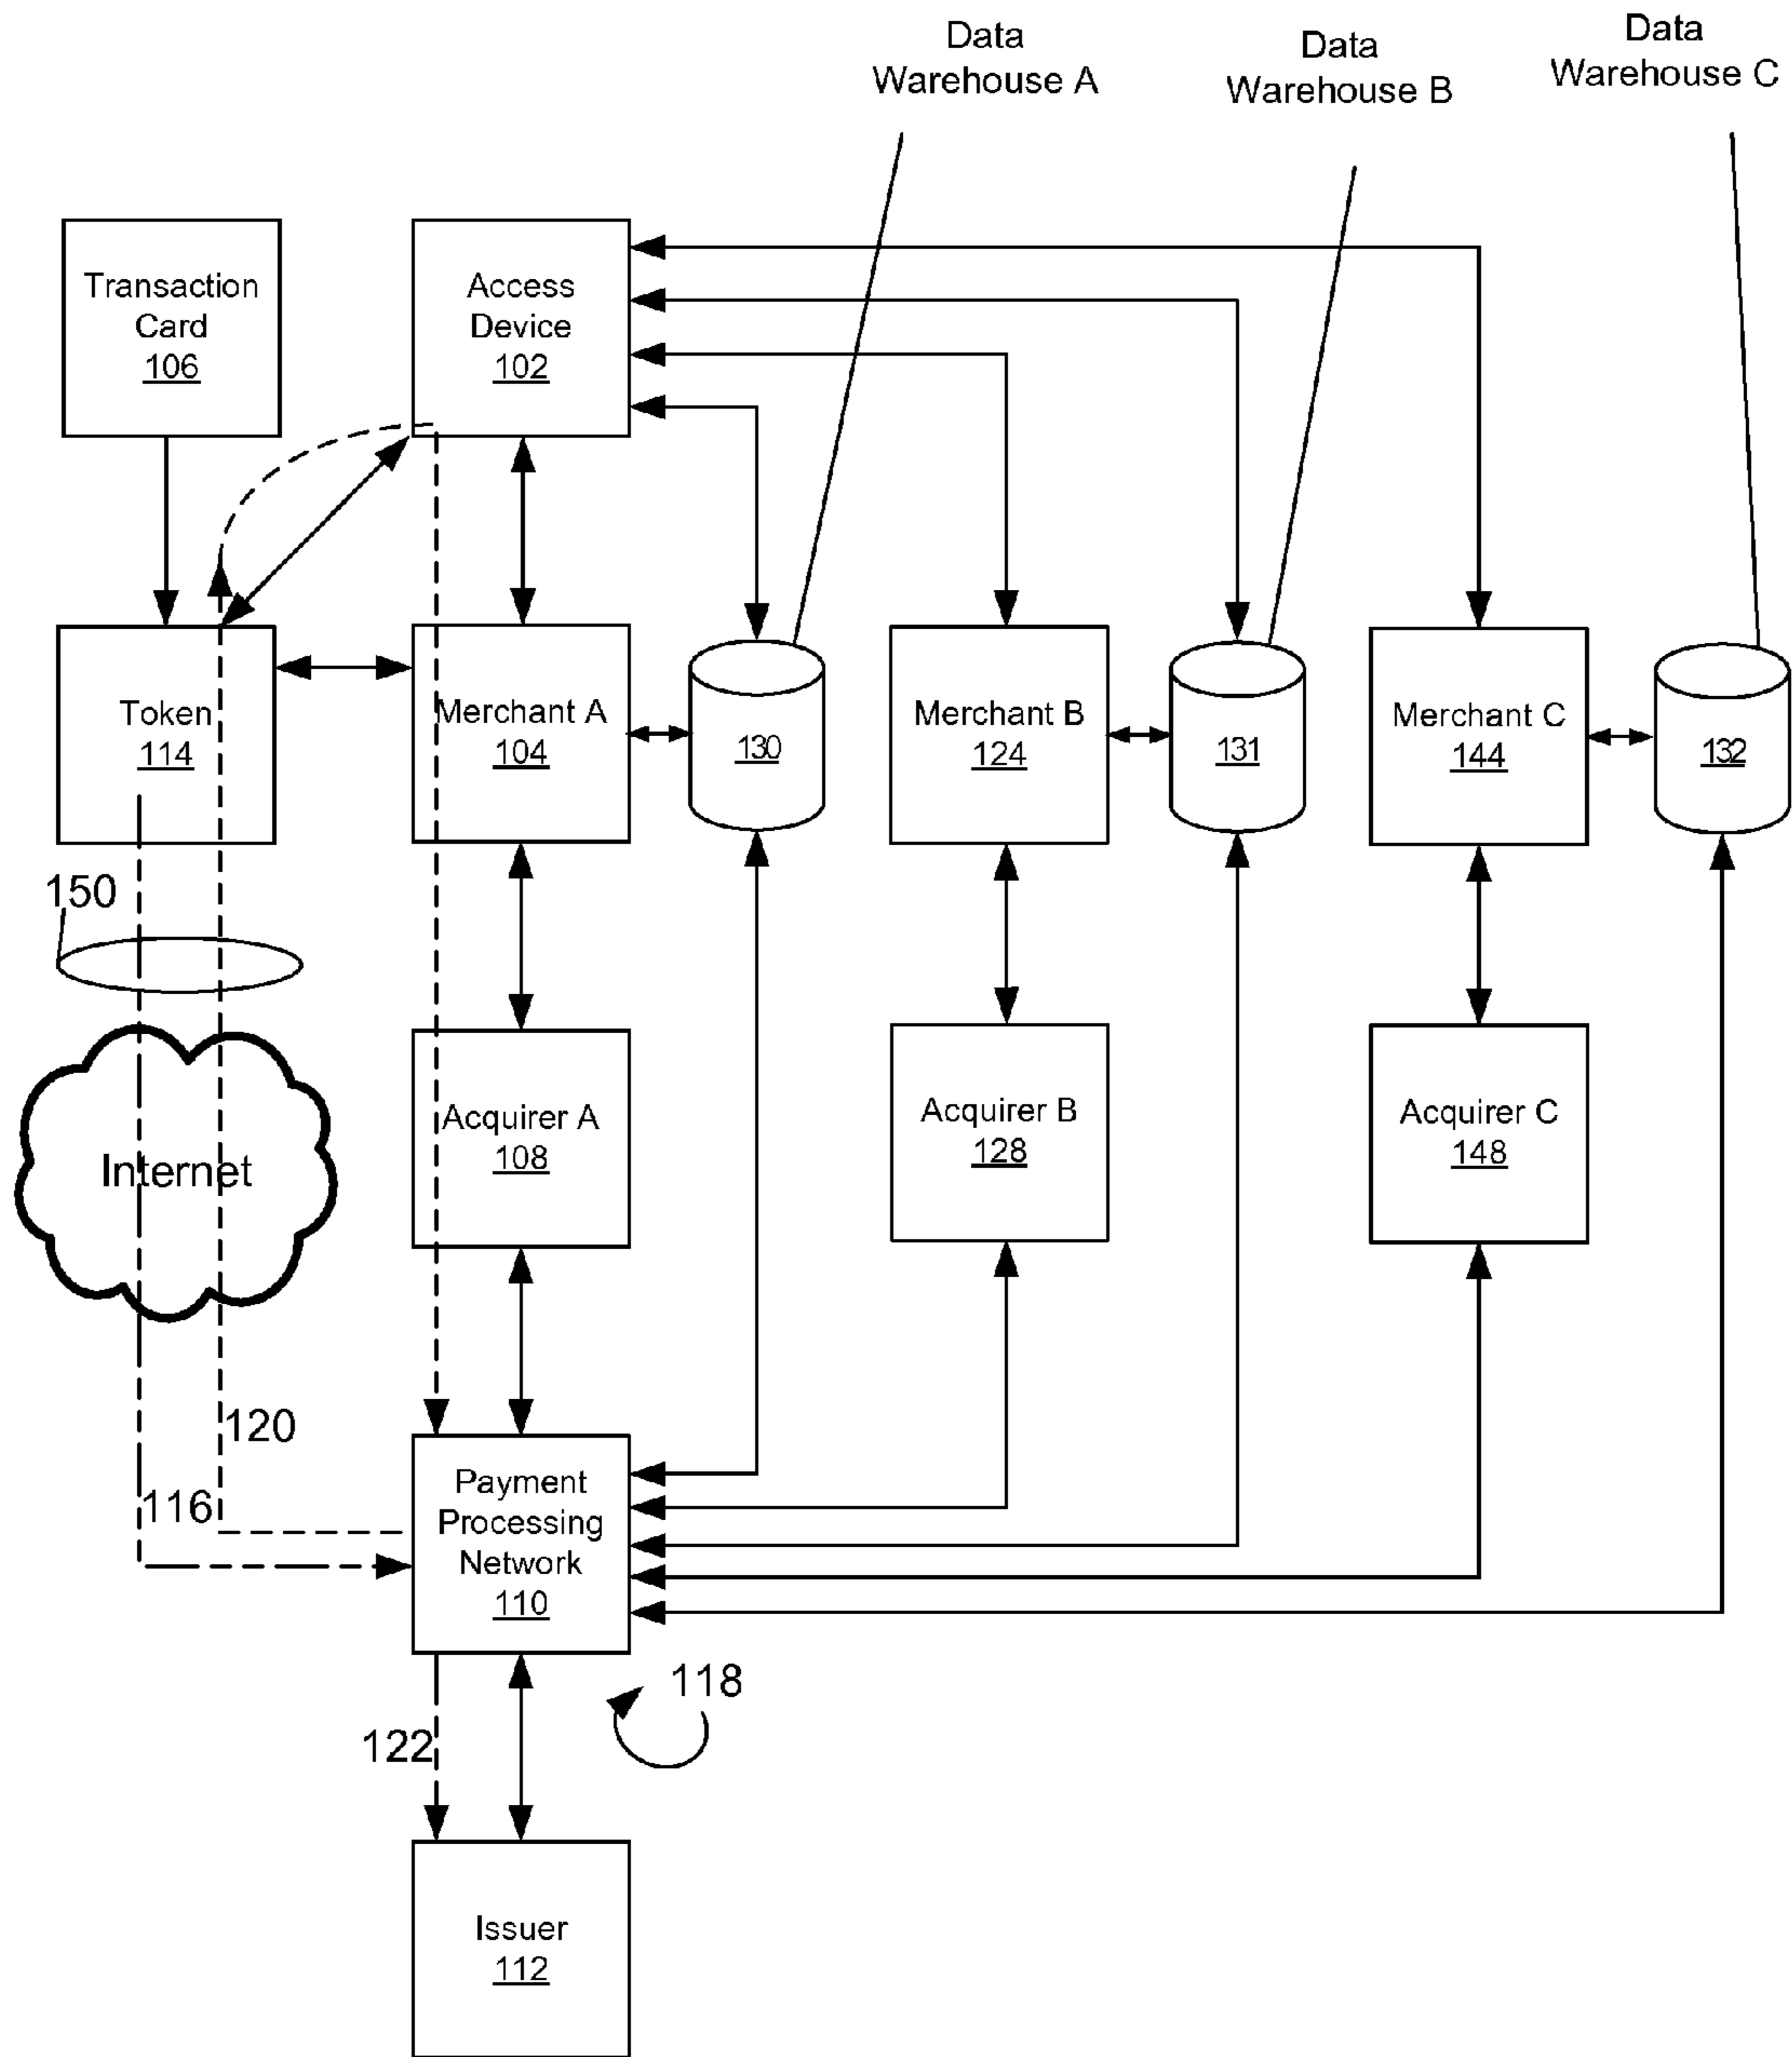 Data
Warehouse A
Data
Warehouse B
Data
Warehouse C
Transaction
Card
106
Access
Device
102
Token
114
Merchant A
104
130
Merchant B
124
131
Merchant C
144
132
150
Internet
Acquirer A
108
Acquirer B
128
Acquirer C
148
120
116
Payment
Processing
Network
110
118
122
Issuer
112